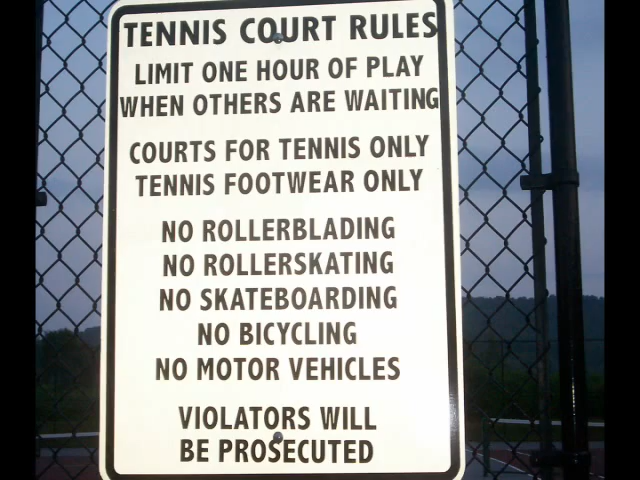 TENNIS COURT RULES
LIMIT ONE HOUR OF PLAY
WHEN OTHERS ARE WAITING
COURTS FOR TENNIS ONLY
TENNIS FOOTWEAR ONLY
NO ROLLERBLADING
NO ROLLERSKATING
NO SKATEBOARDING
NO BICYCLING
NO MOTOR VEHICLES
VIOLATORS WILL
BE PROSECUTED